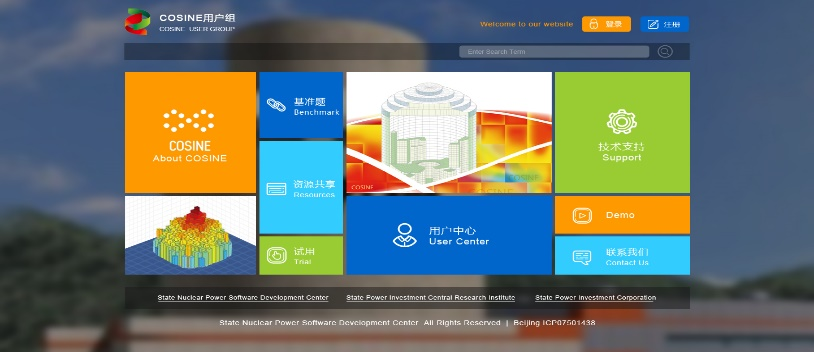 COSINE用户组
COSINE USER GROUP
Welcome to our website
登录
注册
Enter Search Term
COSINE
About COSINE
基准题
Benchmark
资源共享
Resources
试用
Trial
COSINE
COSINE
用户中心
User Center
技术支持
Support
Demo
联系我们
Contact Us
State Nuclear Power Software Development Center
State Power Investment Central Research Institute
State Power Investment Corporation
State Nuclear Power Software Development Center All Rights Reserved | Beijing ICP07501438